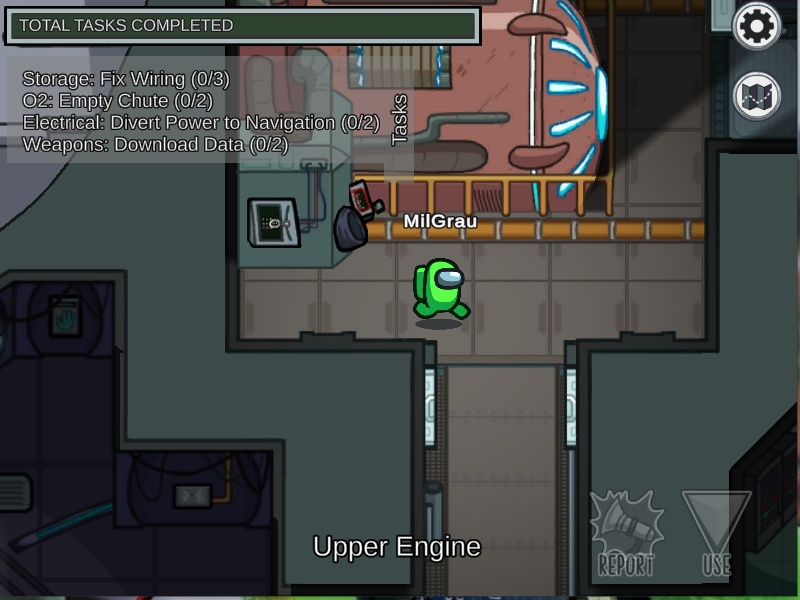 TOTAL TASKS COMPLETED
Storage: Fix Wiring (0/3)
O2: Empty Chute (0/2)
Electrical: Divert Power to Navigation (0/2)
Weapons: Download Data (0/2)
Tasks
MilGrau
Upper Engine
REPORT
USE